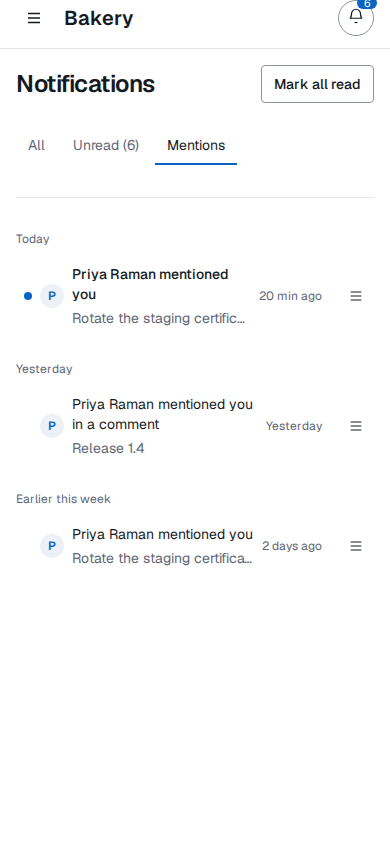 Bakery
6
Notifications
Mark all read
All
Unread (6)
Mentions
Today
P
Priya Raman mentioned
you
20 min ago
Rotate the staging certific...
Yesterday
P
Priya Raman mentioned you
in a comment
Yesterday
Release 1.4
Earlier this week
P
Priya Raman mentioned you
2 days ago
Rotate the staging certifica...